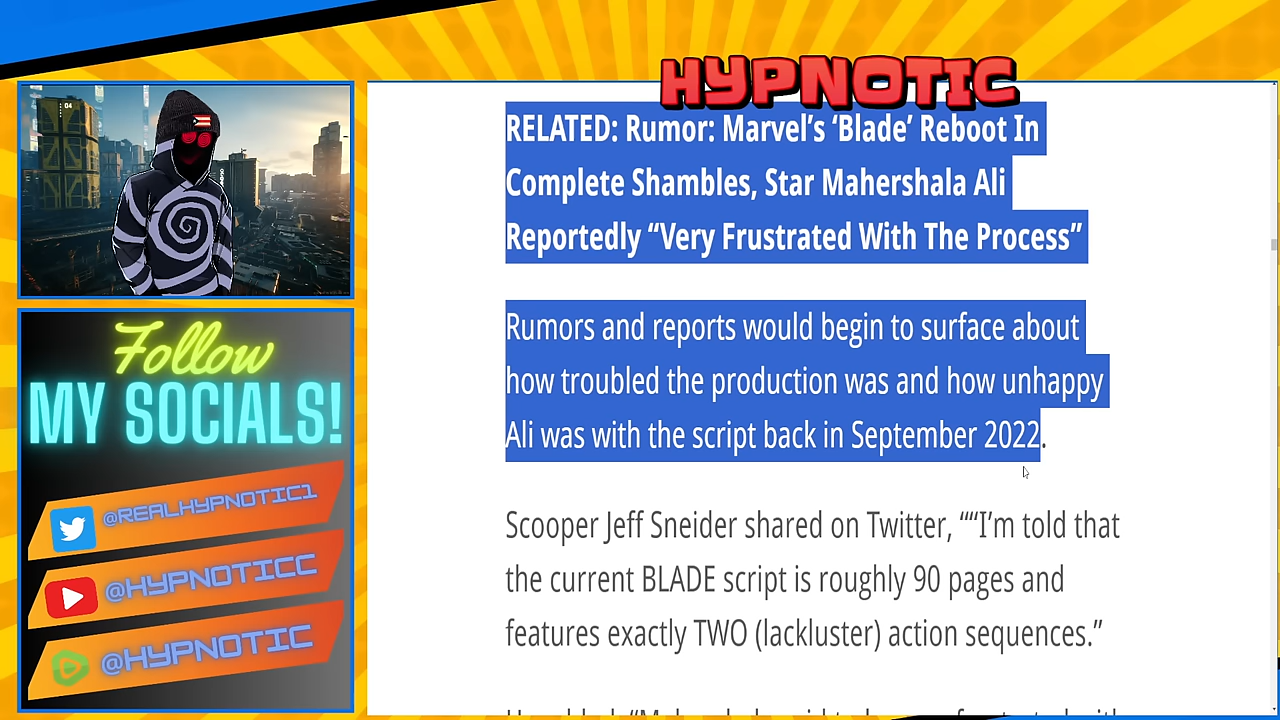 HYPNOTIC
RELATED: Rumor: Marvel’s ‘Blade’ Reboot In
Complete Shambles, Star Mahershala Ali
Reportedly “Very Frustrated With The Process”
Rumors and reports would begin to surface about
how troubled the production was and how unhappy
Ali was with the script back in September 2022.
Scooper Jeff Sneider shared on Twitter, ““I’m told that
the current BLADE script is roughly 90 pages and
features exactly TWO (lackluster) action sequences.”
04
Follow
MY SOCIALS!
@REALHYPNOTIC1
@HYPNOTICC
@HYPNOTIC